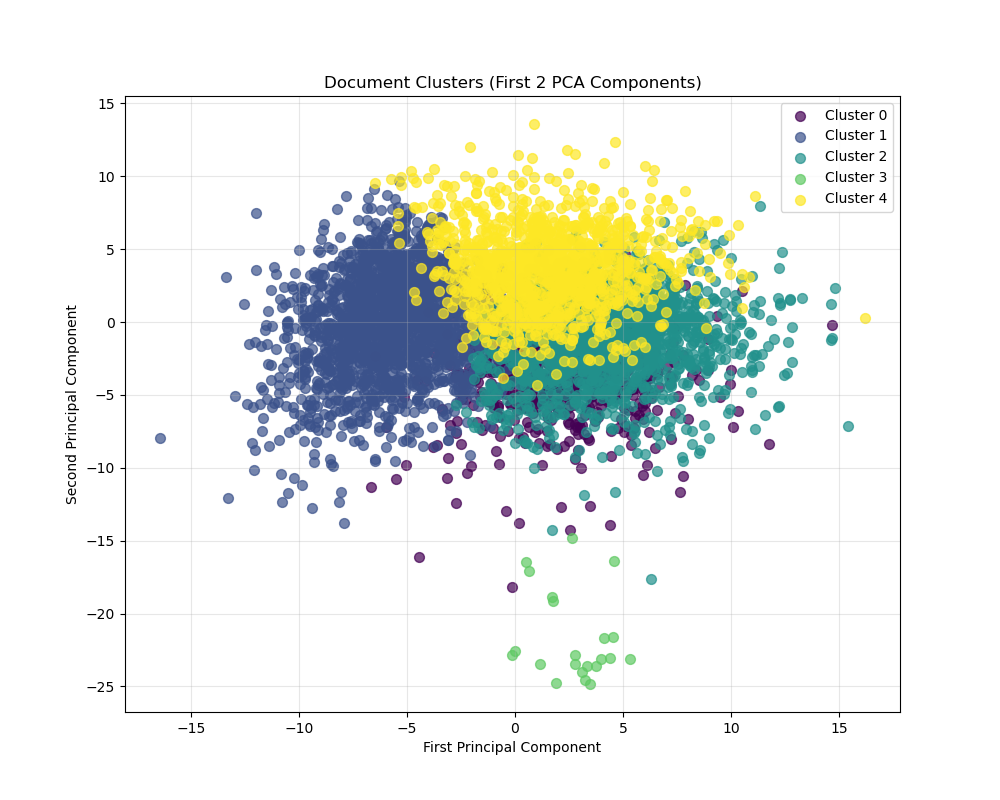 Document Clusters (First 2 PCA Components)
Second Principal Component
15
10
5
0
−5
−10
−15
−20
−25
Cluster 0
Cluster 1
Cluster 2
Cluster 3
Cluster 4
−15 −10 −5 0 5 10 15
First Principal Component